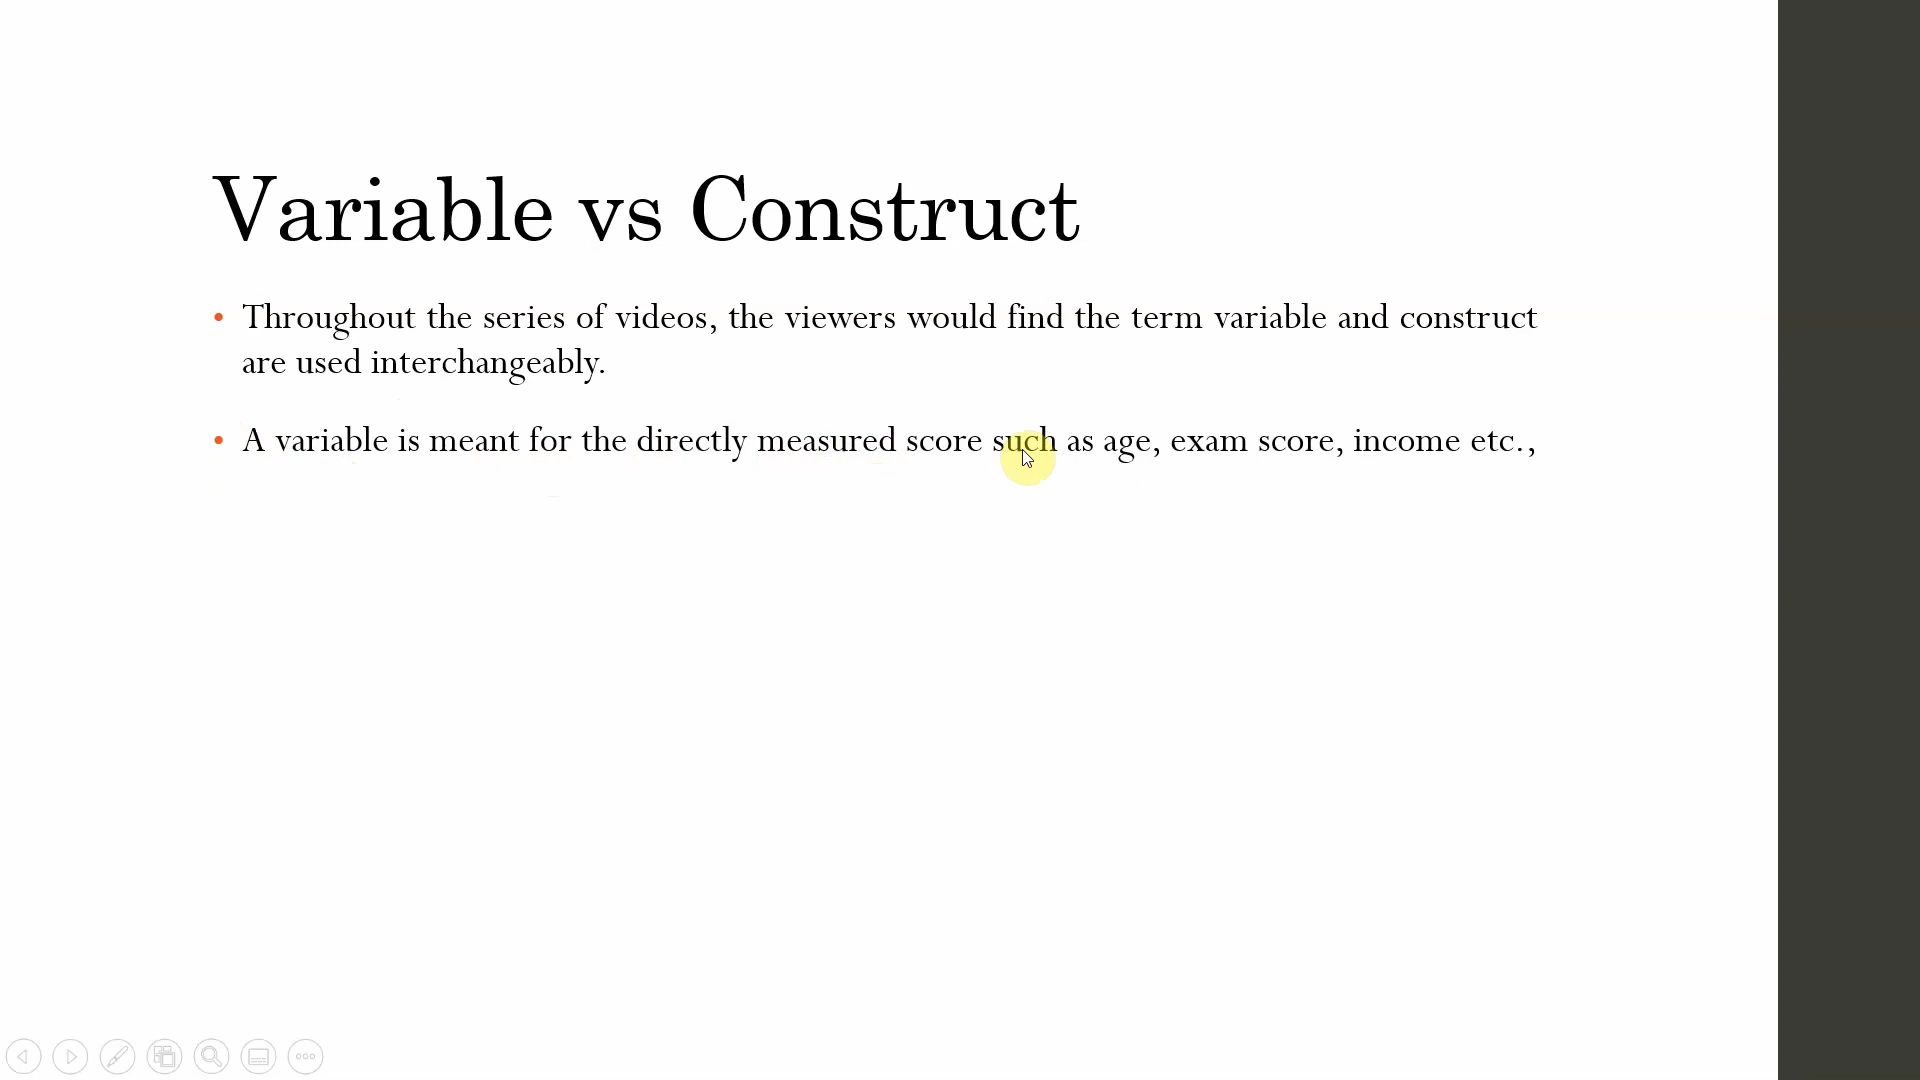 Variable vs Construct
• Throughout the series of videos, the viewers would find the term variable and construct
are used interchangeably.
• A variable is meant for the directly measured score such as age, exam score, income etc.,